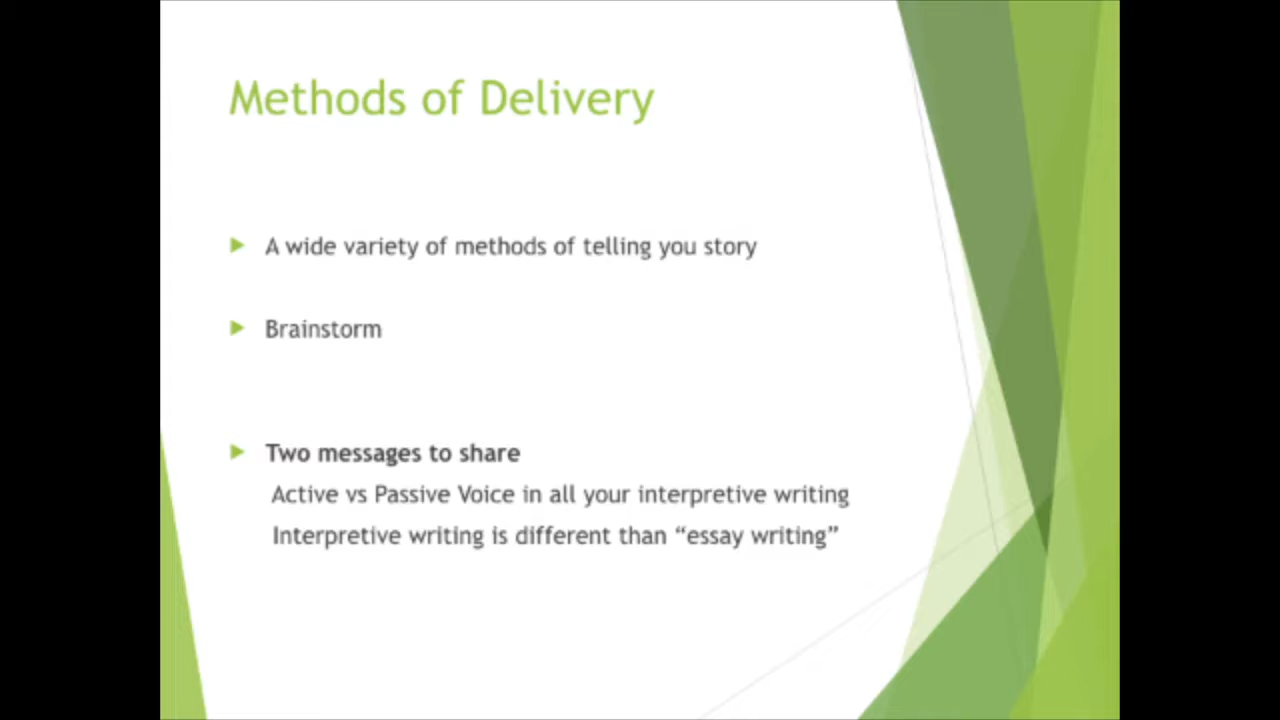 Methods of Delivery
A wide variety of methods of telling you story
Brainstorm
Two messages to share
Active vs Passive Voice in all your interpretive writing
Interpretive writing is different than “essay writing”